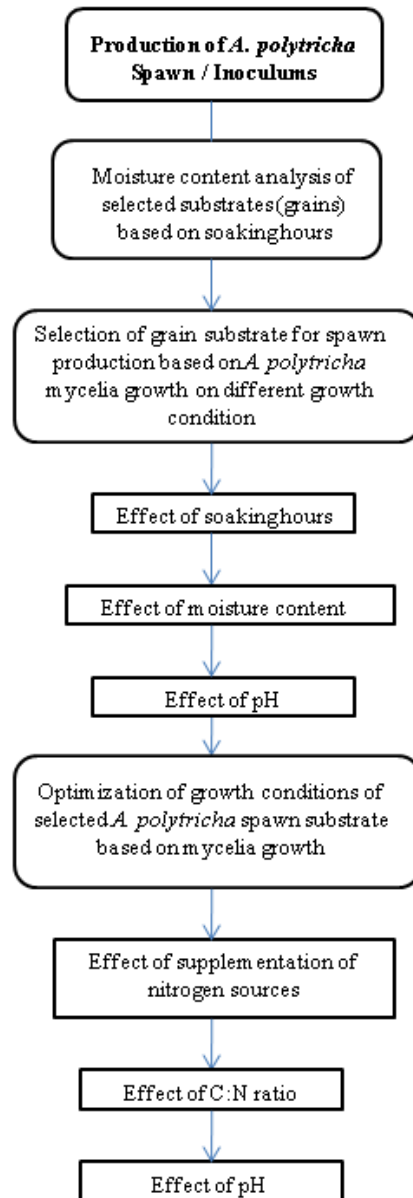 Production of A. polytricha
Spawn / Inoculums
Moisture content analysis of
selected substrates (grains)
based on soakinghours
Selection of grain substrate for spawn
production based on A. polytricha
mycelia growth on different growth
condition
Effect of soakinghours
Effect of moisture content
Effect of pH
Optimization of growth conditions of
selected A. polytricha spawn substrate
based on mycelia growth
Effect of supplementation of
nitrogen sources
Effect of C:N ratio
Effect of pH